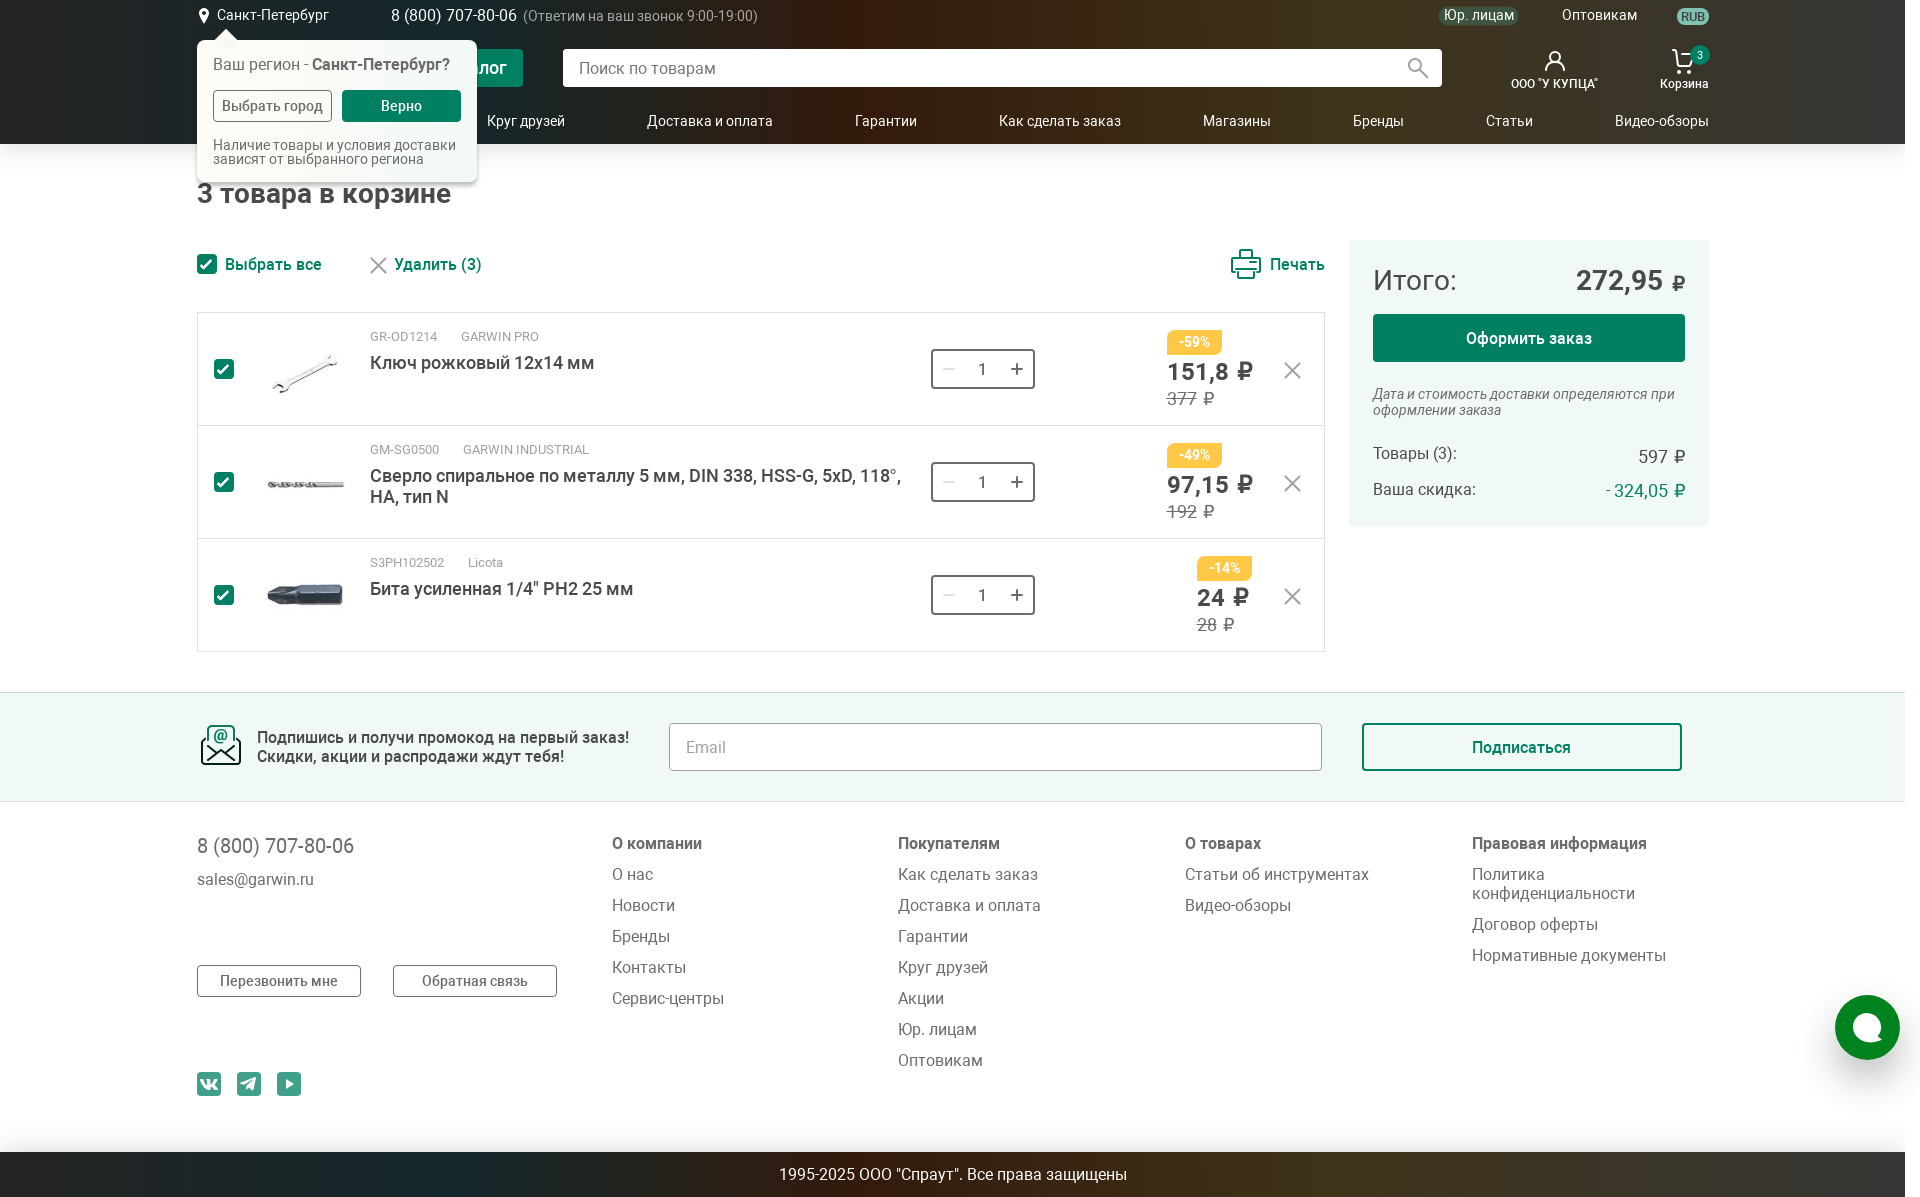 Санкт-Петербург
8 (800) 707-80-06 (Ответим на ваш звонок 9:00-19:00)
Юр. лицам
Оптовикам
RUB
Ваш регион - Санкт-Петербург?
Выбрать город
Верно
Наличие товары и условия доставки
зависят от выбранного региона
Поиск по товарам
ООО "У КУПЦА"
3
Корзина
Круг друзей
Доставка и оплата
Гарантии
Как сделать заказ
Магазины
Бренды
Статьи
Видео-обзоры
3 товара в корзине
Выбрать все
Удалить (3)
Печать
GR-OD1214 GARWIN PRO
Ключ рожковый 12х14 мм
1
-59%
151,8 ₽
377 ₽
GM-SG0500 GARWIN INDUSTRIAL
Сверло спиральное по металлу 5 мм, DIN 338, HSS-G, 5xD, 118°,
HA, тип N
1
-49%
97,15 ₽
192 ₽
S3PH102502 Licota
Бита усиленная 1/4" PH2 25 мм
1
-14%
24 ₽
28 ₽
Итого: 272,95 ₽
Оформить заказ
Дата и стоимость доставки определяются при
оформлении заказа
Товары (3): 597 ₽
Ваша скидка: - 324,05 ₽
Подпишись и получи промокод на первый заказ!
Скидки, акции и распродажи ждут тебя!
Email
Подписаться
8 (800) 707-80-06
sales@garwin.ru
Перезвонить мне
Обратная связь
О компании
О нас
Новости
Бренды
Контакты
Сервис-центры
Покупателям
Как сделать заказ
Доставка и оплата
Гарантии
Круг друзей
Акции
Юр. лицам
Оптовикам
О товарах
Статьи об инструментах
Видео-обзоры
Правовая информация
Политика
конфиденциальности
Договор оферты
Нормативные документы
1995-2025 ООО "Спраут". Все права защищены